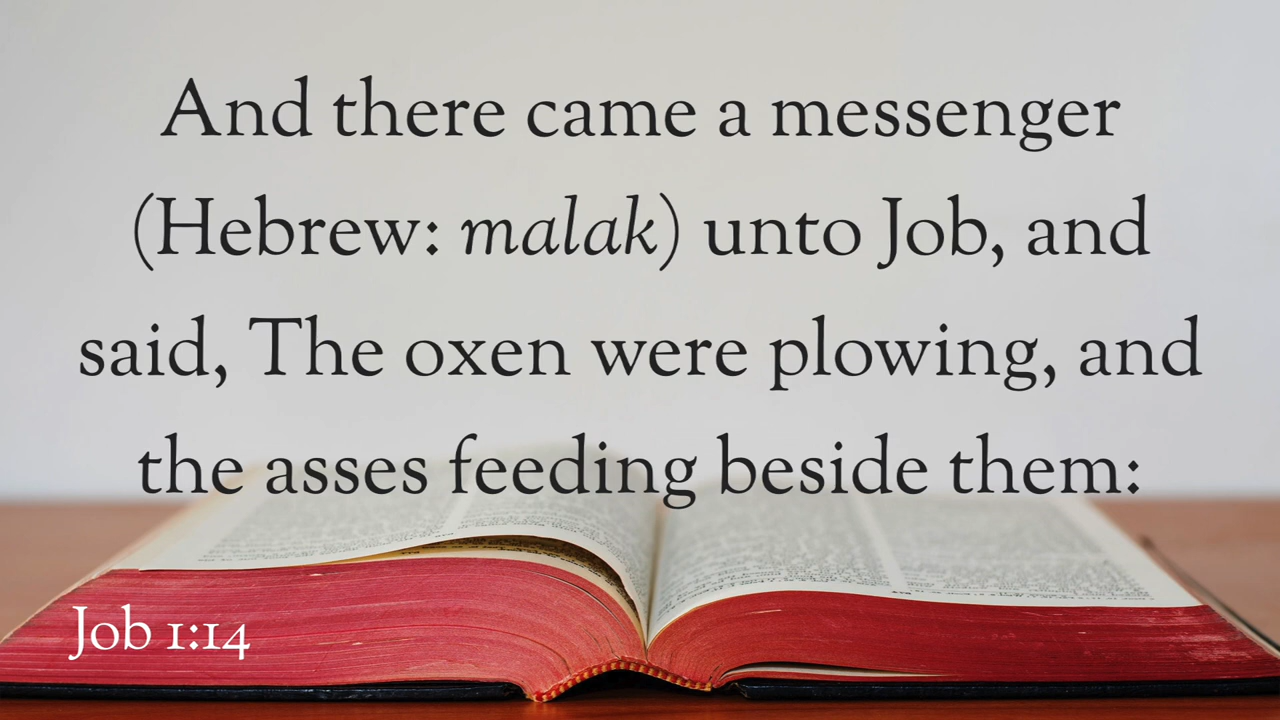 And there came a messenger
(Hebrew: malak) unto Job, and
said, The oxen were plowing, and
the asses feeding beside them:
Job 1:14